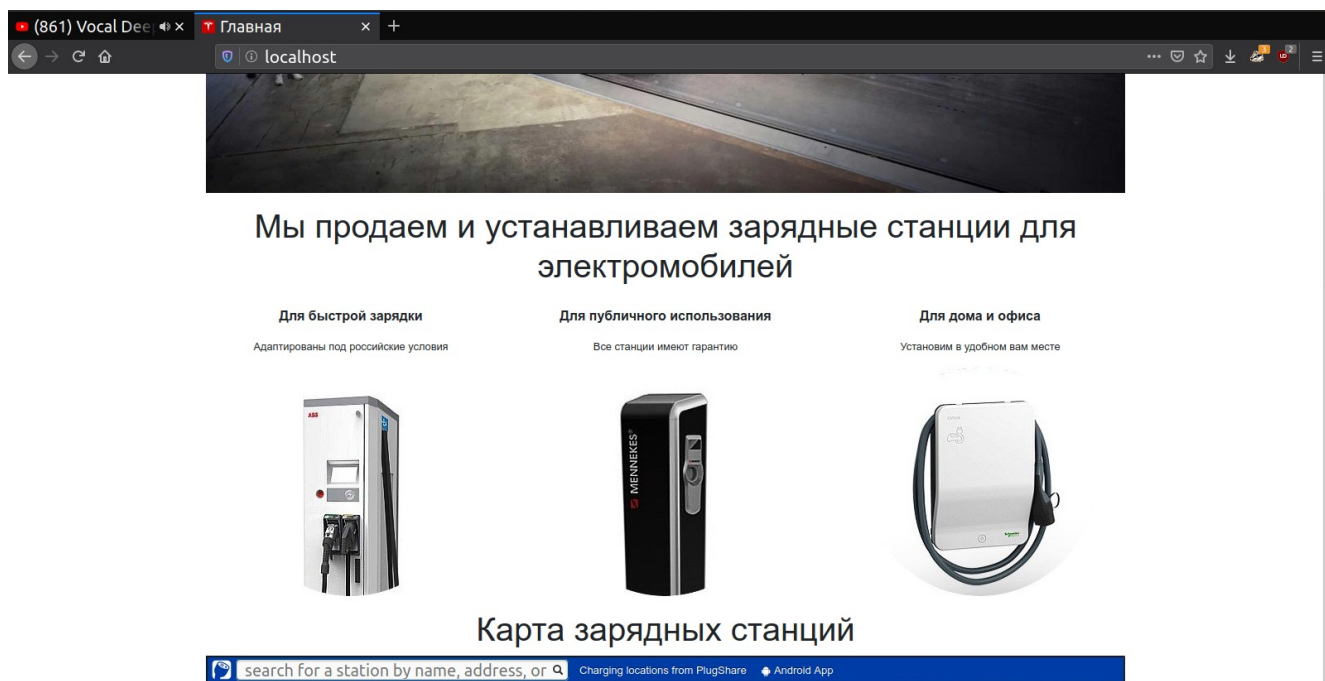 (861) Vocal Dee
Главная
localhost
3
2
Мы продаем и устанавливаем зарядные станции для
электромобилей
Для быстрой зарядки
Для публичного использования
Для дома и офиса
Адаптированы под российские условия
Все станции имеют гарантию
Установим в удобном вам месте
ABB
MENNEKES®
Карта зарядных станций
search for a station by name, address, or
Charging locations from PlugShare
Android App